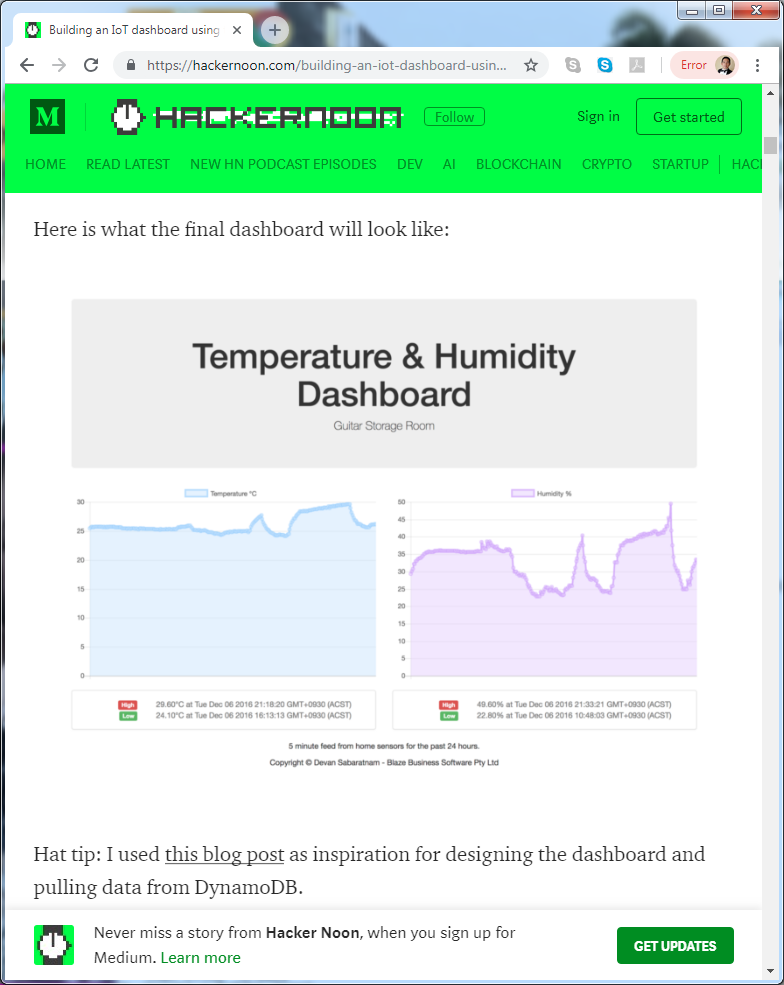 Building an IoT dashboard using
https://hackernoon.com/building-an-iot-dashboard-usin...
Error
M
HACKERNOON
Follow
Sign in
Get started
HOME READ LATEST NEW HN PODCAST EPISODES DEV AI BLOCKCHAIN CRYPTO STARTUP HACK
Here is what the final dashboard will look like:
Temperature & Humidity
Dashboard
Guitar Storage Room
Temperature °C
30
25
20
15
10
5
0
Humidity %
50
45
40
35
30
25
20
15
10
5
0
High 29.60°C at Tue Dec 06 2016 21:18:20 GMT+0930 (ACST)
Low 24.10°C at Tue Dec 06 2016 16:13:13 GMT+0930 (ACST)
High 49.60% at Tue Dec 06 2016 21:33:21 GMT+0930 (ACST)
Low 22.80% at Tue Dec 06 2016 10:48:03 GMT+0930 (ACST)
5 minute feed from home sensors for the past 24 hours.
Copyright © Devan Sabaratnam - Blaze Business Software Pty Ltd
Hat tip: I used this blog post as inspiration for designing the dashboard and
pulling data from DynamoDB.
Never miss a story from Hacker Noon, when you sign up for
Medium. Learn more
GET UPDATES